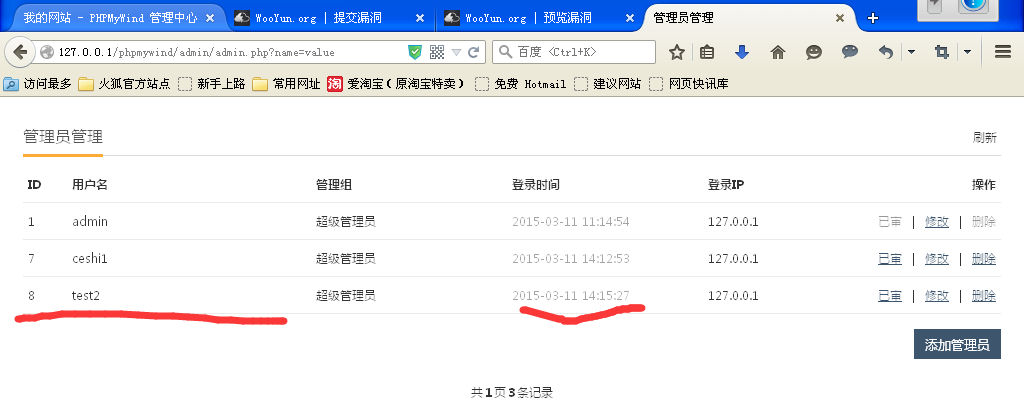 我的网站 - PHPMyWind 管理中心 × WooYun.org | 提交漏洞 × WooYun.org | 预览漏洞 × 管理员管理 × +
127.0.0.1/phpmywind/admin/admin.php?name=value 百度 <Ctrl+K>
访问最多 火狐官方站点 新手上路 常用网址 淘 爱淘宝(原淘宝特卖) 免费 Hotmail 建议网站 网页快讯库
管理员管理 刷新
ID 用户名 管理组 登录时间 登录IP 操作
1 admin 超级管理员 2015-03-11 11:14:54 127.0.0.1 已审 | 修改 | 删除
7 ceshi1 超级管理员 2015-03-11 14:12:53 127.0.0.1 已审 | 修改 | 删除
8 test2 超级管理员 2015-03-11 14:15:27 127.0.0.1 已审 | 修改 | 删除
添加管理员
共1页3条记录